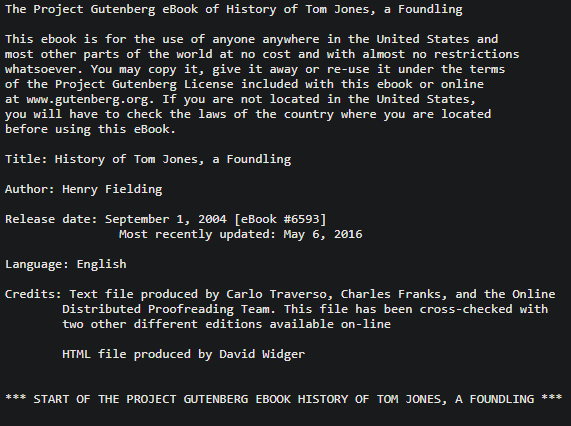 The Project Gutenberg eBook of History of Tom Jones, a Foundling
This ebook is for the use of anyone anywhere in the United States and
most other parts of the world at no cost and with almost no restrictions
whatsoever. You may copy it, give it away or re-use it under the terms
of the Project Gutenberg License included with this ebook or online
at www.gutenberg.org. If you are not located in the United States,
you will have to check the laws of the country where you are located
before using this eBook.
Title: History of Tom Jones, a Foundling
Author: Henry Fielding
Release date: September 1, 2004 [eBook #6593]
Most recently updated: May 6, 2016
Language: English
Credits: Text file produced by Carlo Traverso, Charles Franks, and the Online
Distributed Proofreading Team. This file has been cross-checked with
two other different editions available on-line
HTML file produced by David Widger
*** START OF THE PROJECT GUTENBERG EBOOK HISTORY OF TOM JONES, A FOUNDLING ***